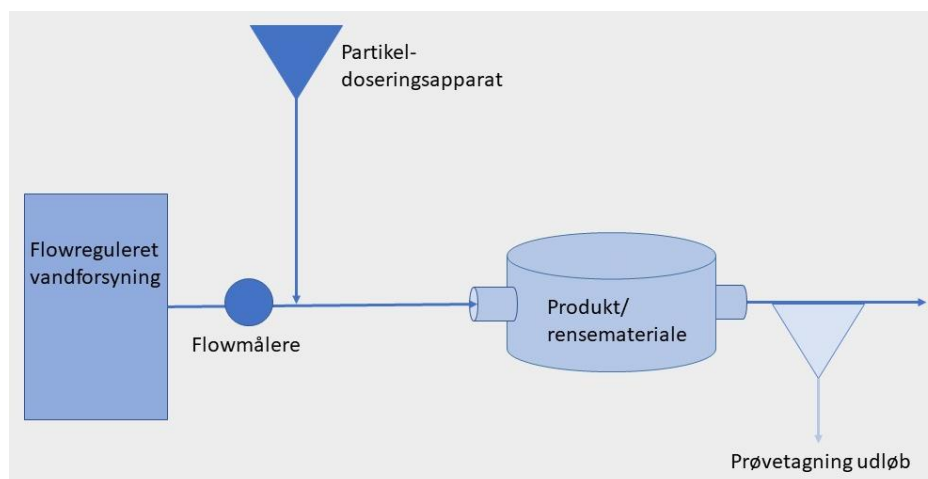 Partikel-
doseringsapparat
Flowreguleret
vandforsyning
Flowmålere
Produkt/
rensemateriale
Prøvetagning udløb